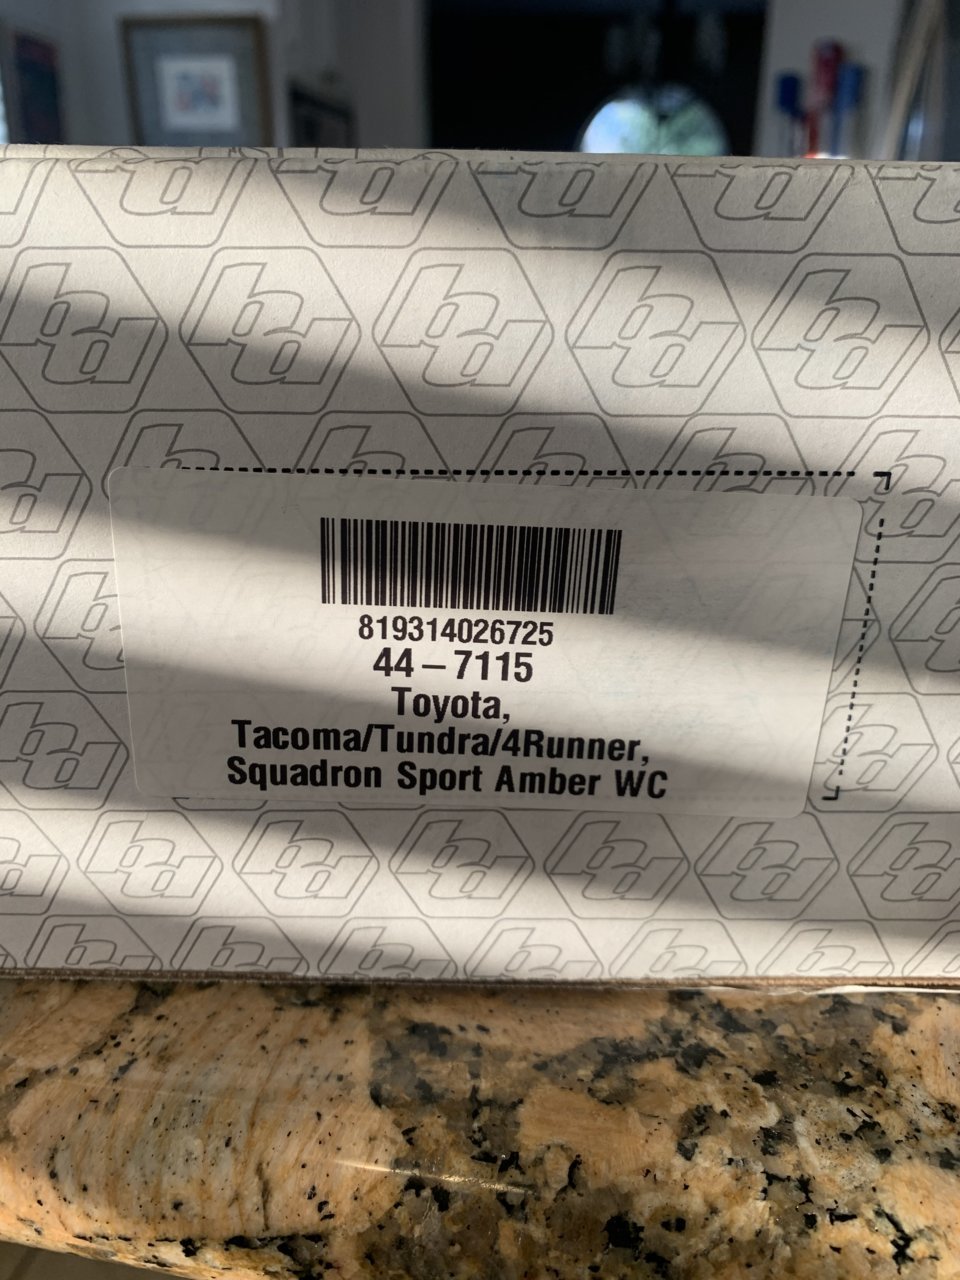 819314026725
44-7115
Toyota,
Tacoma/Tundra/4Runner,
Squadron Sport Amber WC